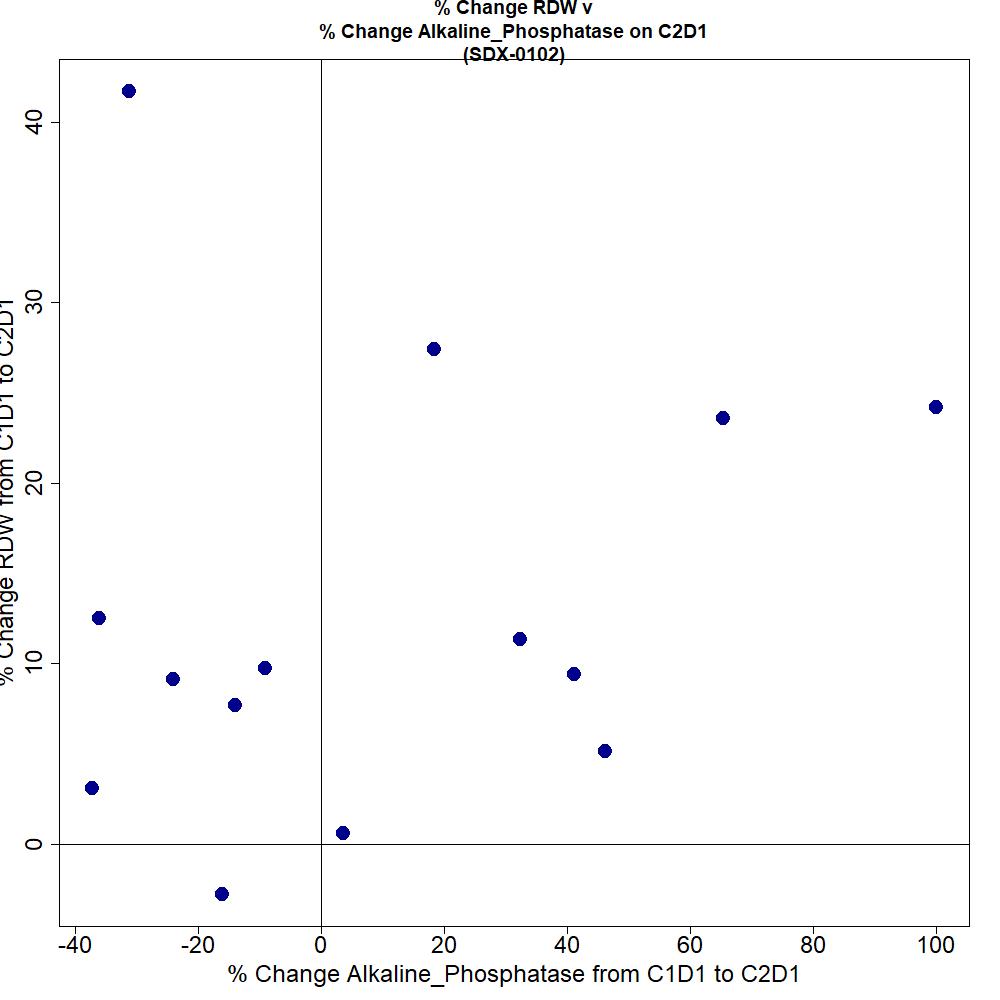 % Change RDW v
% Change Alkaline_Phosphatase on C2D1
(SDX-0102)
% Change RDW from C1D1 to C2D1
40
30
20
10
0
-40 -20 0 20 40 60 80 100
% Change Alkaline_Phosphatase from C1D1 to C2D1